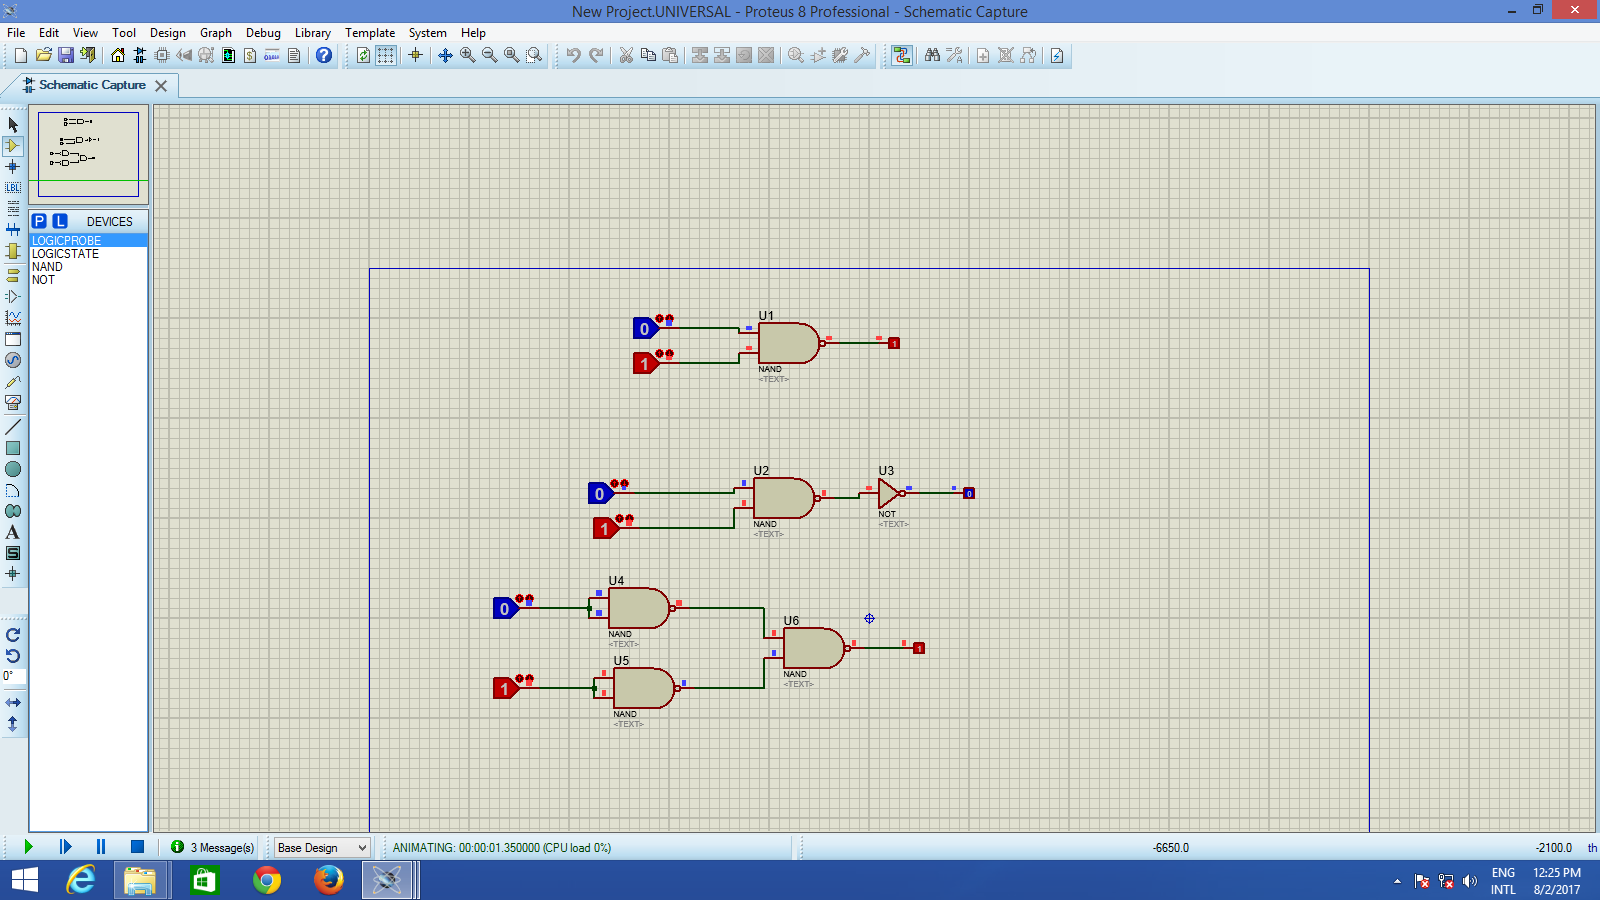 New Project.UNIVERSAL - Proteus 8 Professional - Schematic Capture
File Edit View Tool Design Graph Debug Library Template System Help
Schematic Capture
P L DEVICES
LOGICPROBE
LOGICSTATE
NAND
NOT
LBL
A
S
0°
U1
0
1
1
NAND
<TEXT>
U2
U3
0
1
0
NAND
<TEXT>
NOT
<TEXT>
U4
0
NAND
<TEXT>
U6
1
NAND
<TEXT>
U5
1
NAND
<TEXT>
3 Message(s) Base Design ANIMATING: 00:00:01.350000 (CPU load 0%) -6650.0 -2100.0 th
ENG 12:25 PM
INTL 8/2/2017